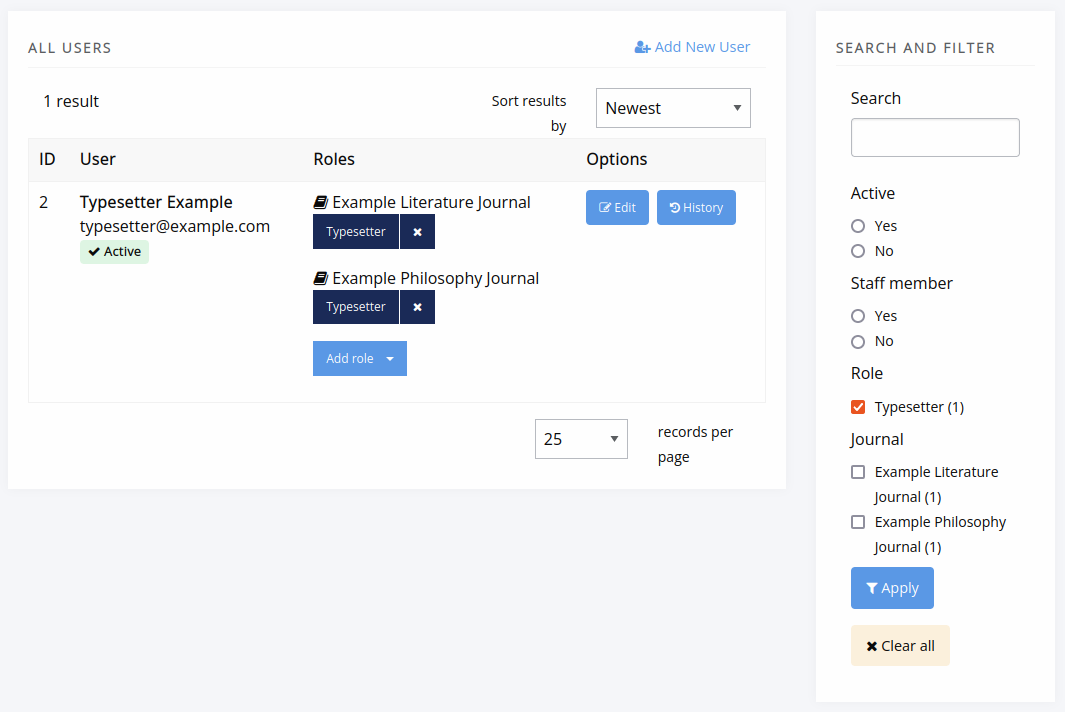 ALL USERS
Add New User
1 result
Sort results
by
Newest
ID User Roles Options
2 Typesetter Example
typesetter@example.com
Active
Example Literature Journal
Typesetter
Example Philosophy Journal
Typesetter
Add role
Edit
History
25
records per
page
SEARCH AND FILTER
Search
Active
Yes
No
Staff member
Yes
No
Role
Typesetter (1)
Journal
Example Literature
Journal (1)
Example Philosophy
Journal (1)
Apply
Clear all